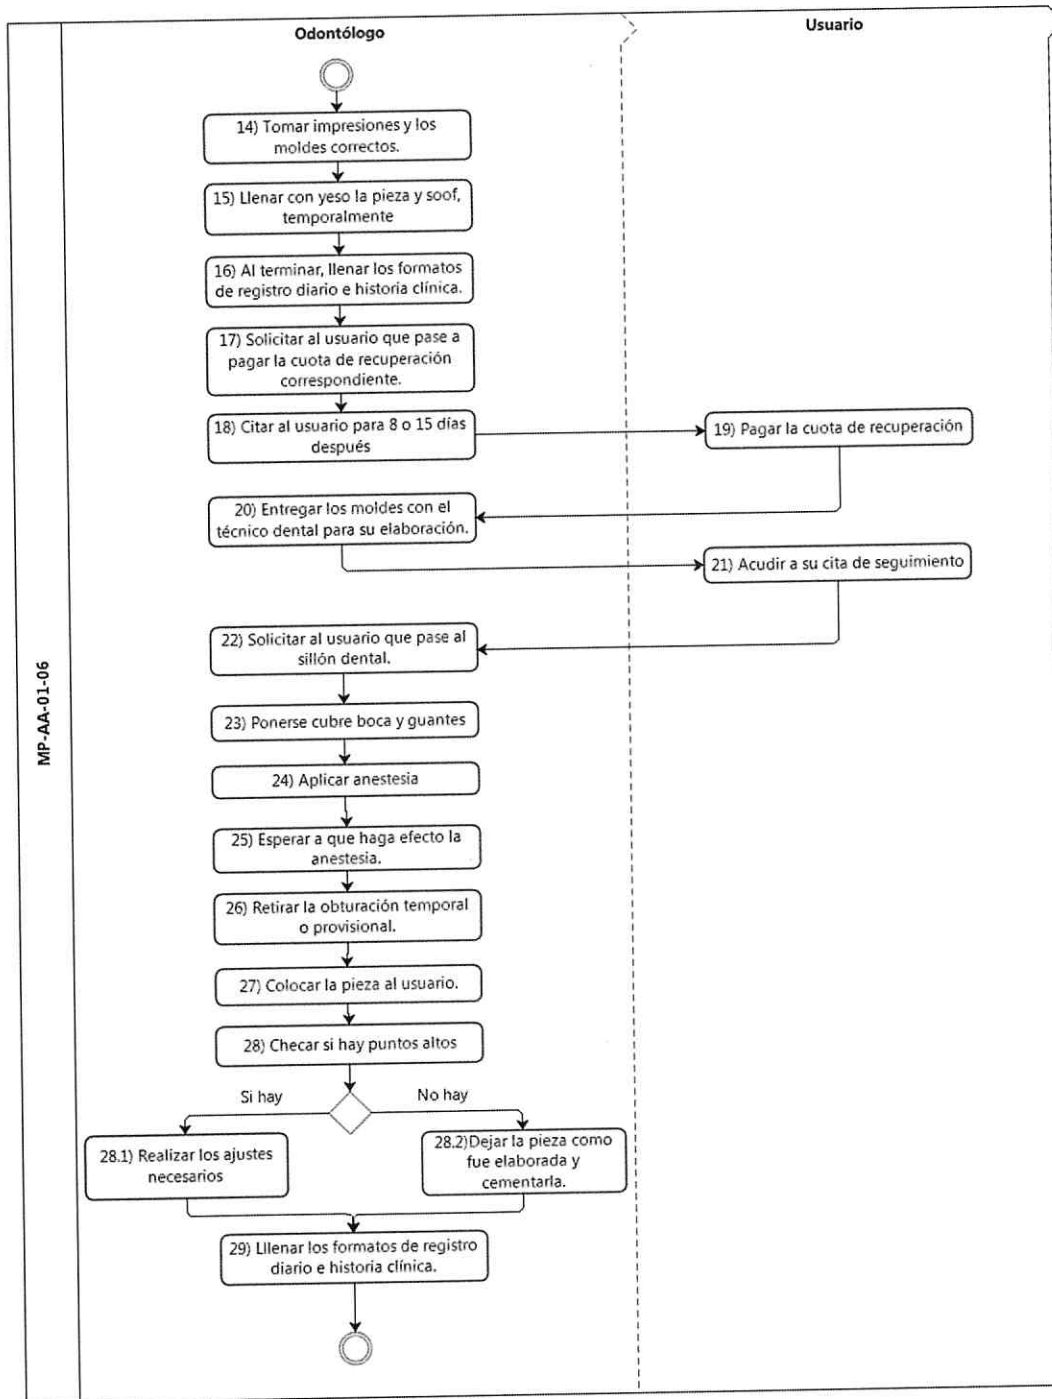 Odontólogo
Usuario
MP-AA-01-06
14) Tomar impresiones y los
moldes correctos.
15) Llenar con yeso la pieza y soof,
temporalmente
16) Al terminar, llenar los formatos
de registro diario e historia clínica.
17) Solicitar al usuario que pase a
pagar la cuota de recuperación
correspondiente.
18) Citar al usuario para 8 o 15 días
después
19) Pagar la cuota de recuperación
20) Entregar los moldes con el
técnico dental para su elaboración.
21) Acudir a su cita de seguimiento
22) Solicitar al usuario que pase al
sillón dental.
23) Ponerse cubre boca y guantes
24) Aplicar anestesia
25) Esperar a que haga efecto la
anestesia.
26) Retirar la obturación temporal
o provisional.
27) Colocar la pieza al usuario.
28) Checar si hay puntos altos
Si hay
No hay
28.1) Realizar los ajustes
necesarios
28.2)Dejar la pieza como
fue elaborada y
cementarla.
29) Lllenar los formatos de registro
diario e historia clínica.